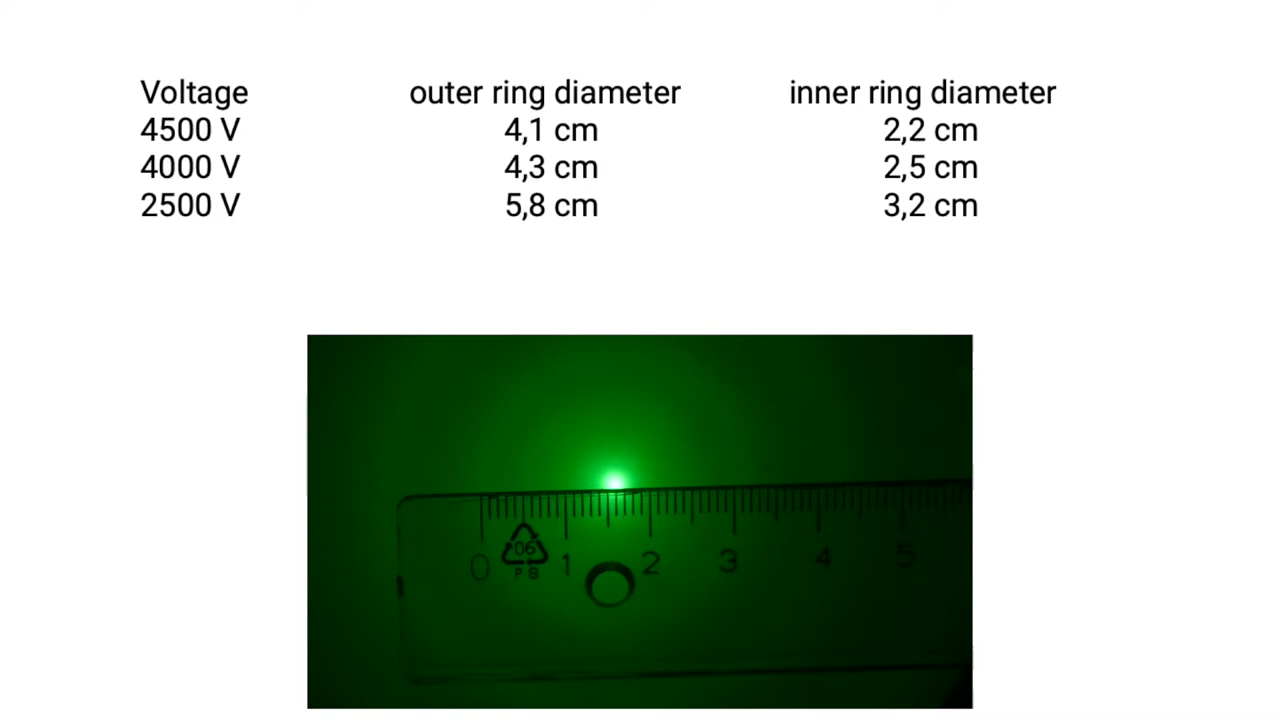 Voltage outer ring diameter inner ring diameter
4500 V 4,1 cm 2,2 cm
4000 V 4,3 cm 2,5 cm
2500 V 5,8 cm 3,2 cm
0 1 2 3 4 5
06
PS